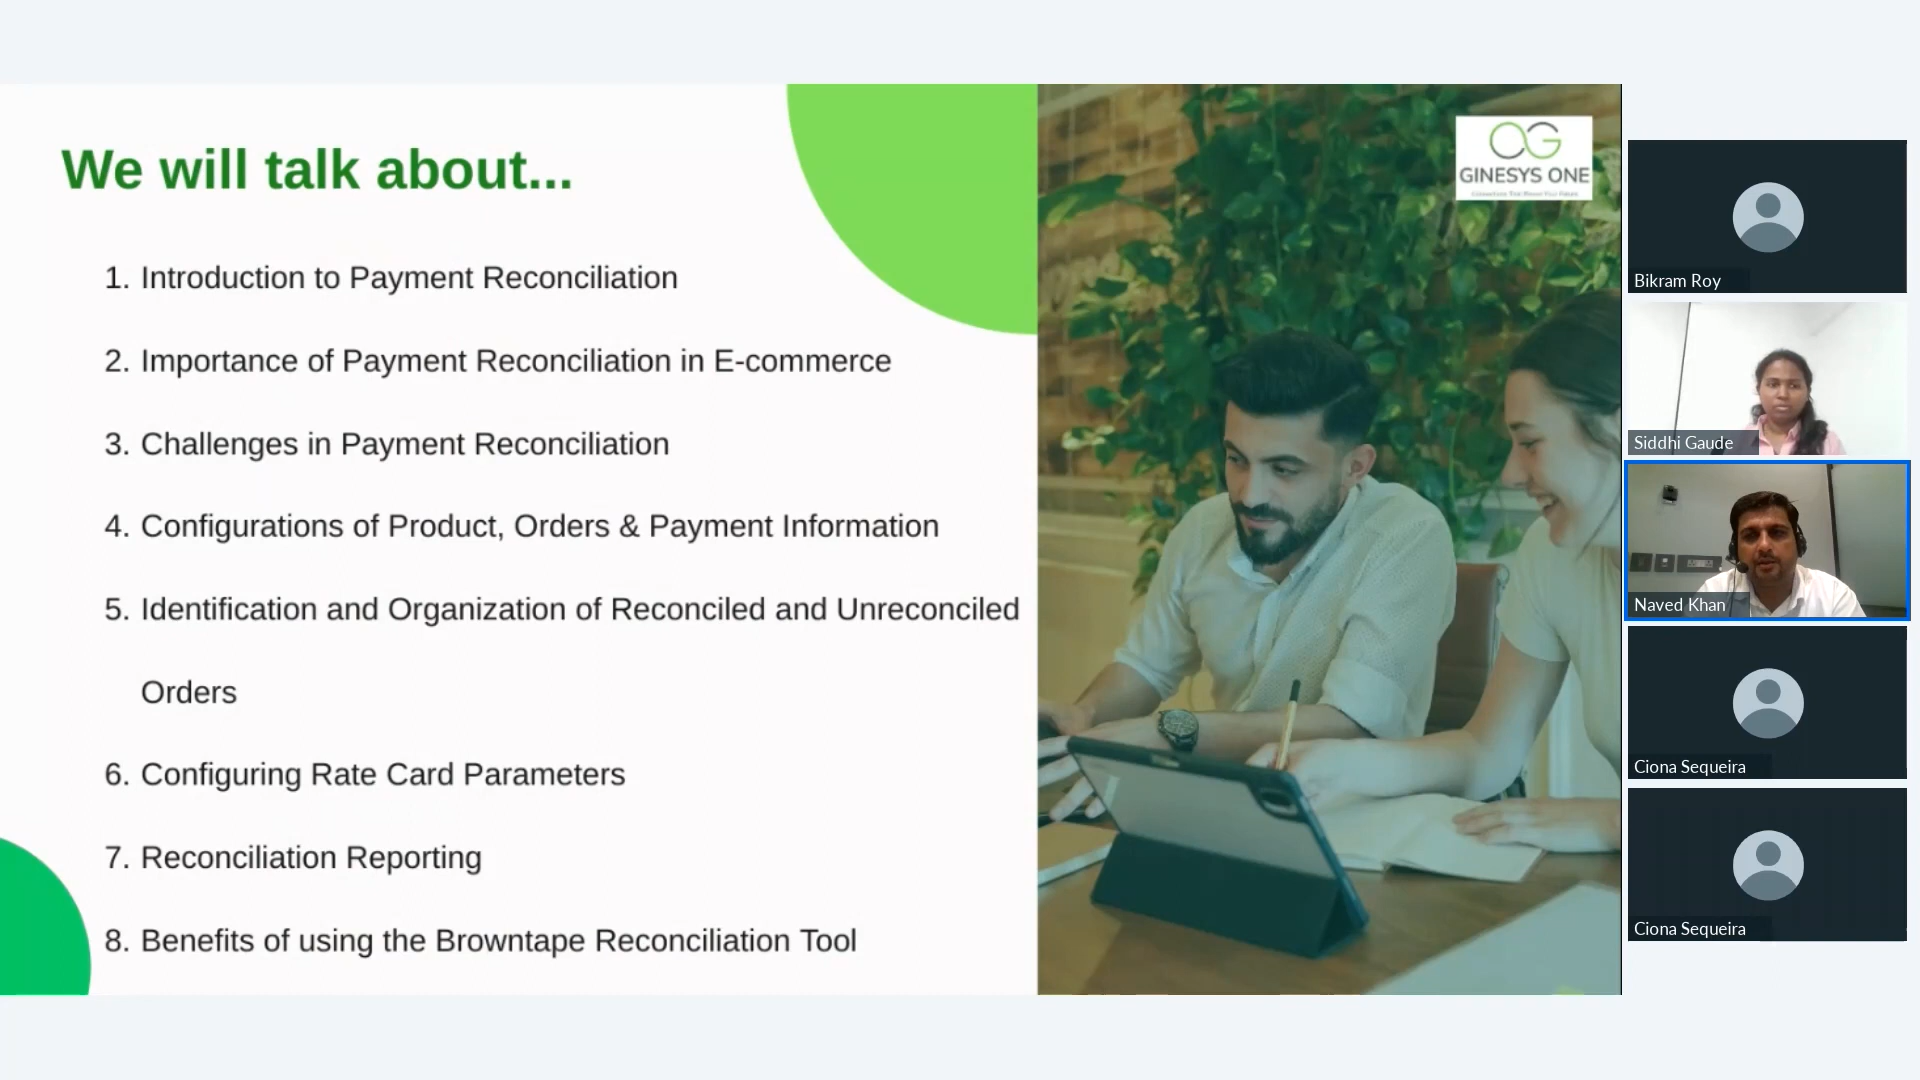 We will talk about...
1. Introduction to Payment Reconciliation
2. Importance of Payment Reconciliation in E-commerce
3. Challenges in Payment Reconciliation
4. Configurations of Product, Orders & Payment Information
5. Identification and Organization of Reconciled and Unreconciled
Orders
6. Configuring Rate Card Parameters
7. Reconciliation Reporting
8. Benefits of using the Browntape Reconciliation Tool
GINESYS ONE
Bikram Roy
Siddhi Gaude
Naved Khan
Ciona Sequeira
Ciona Sequeira